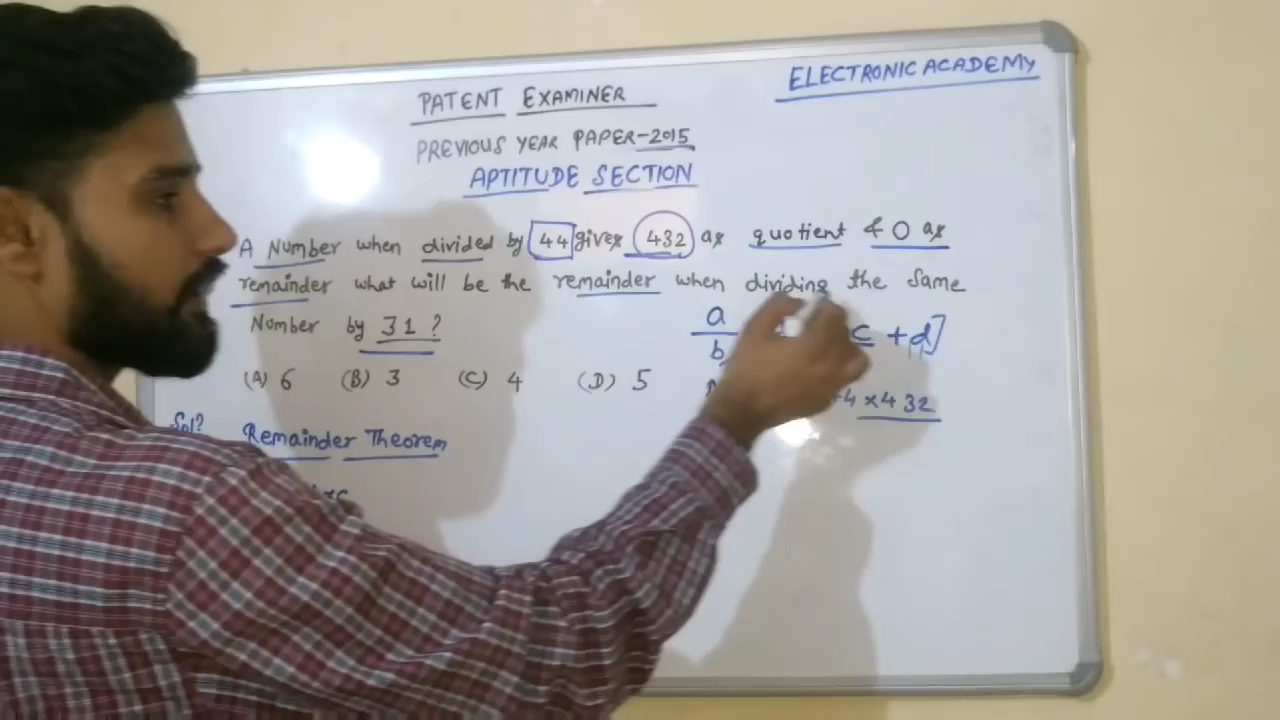 ELECTRONIC ACADEMY
PATENT EXAMINER
PREVIOUS YEAR PAPER-2015
APTITUDE SECTION
A Number when divided by 44 gives 432 as quotient & 0 as
remainder what will be the remainder when dividing the same
Number by 31 ?
(A) 6 (B) 3 (C) 4 (D) 5
a
b
c + d]
4 × 432
Sol?
Remainder Theorem